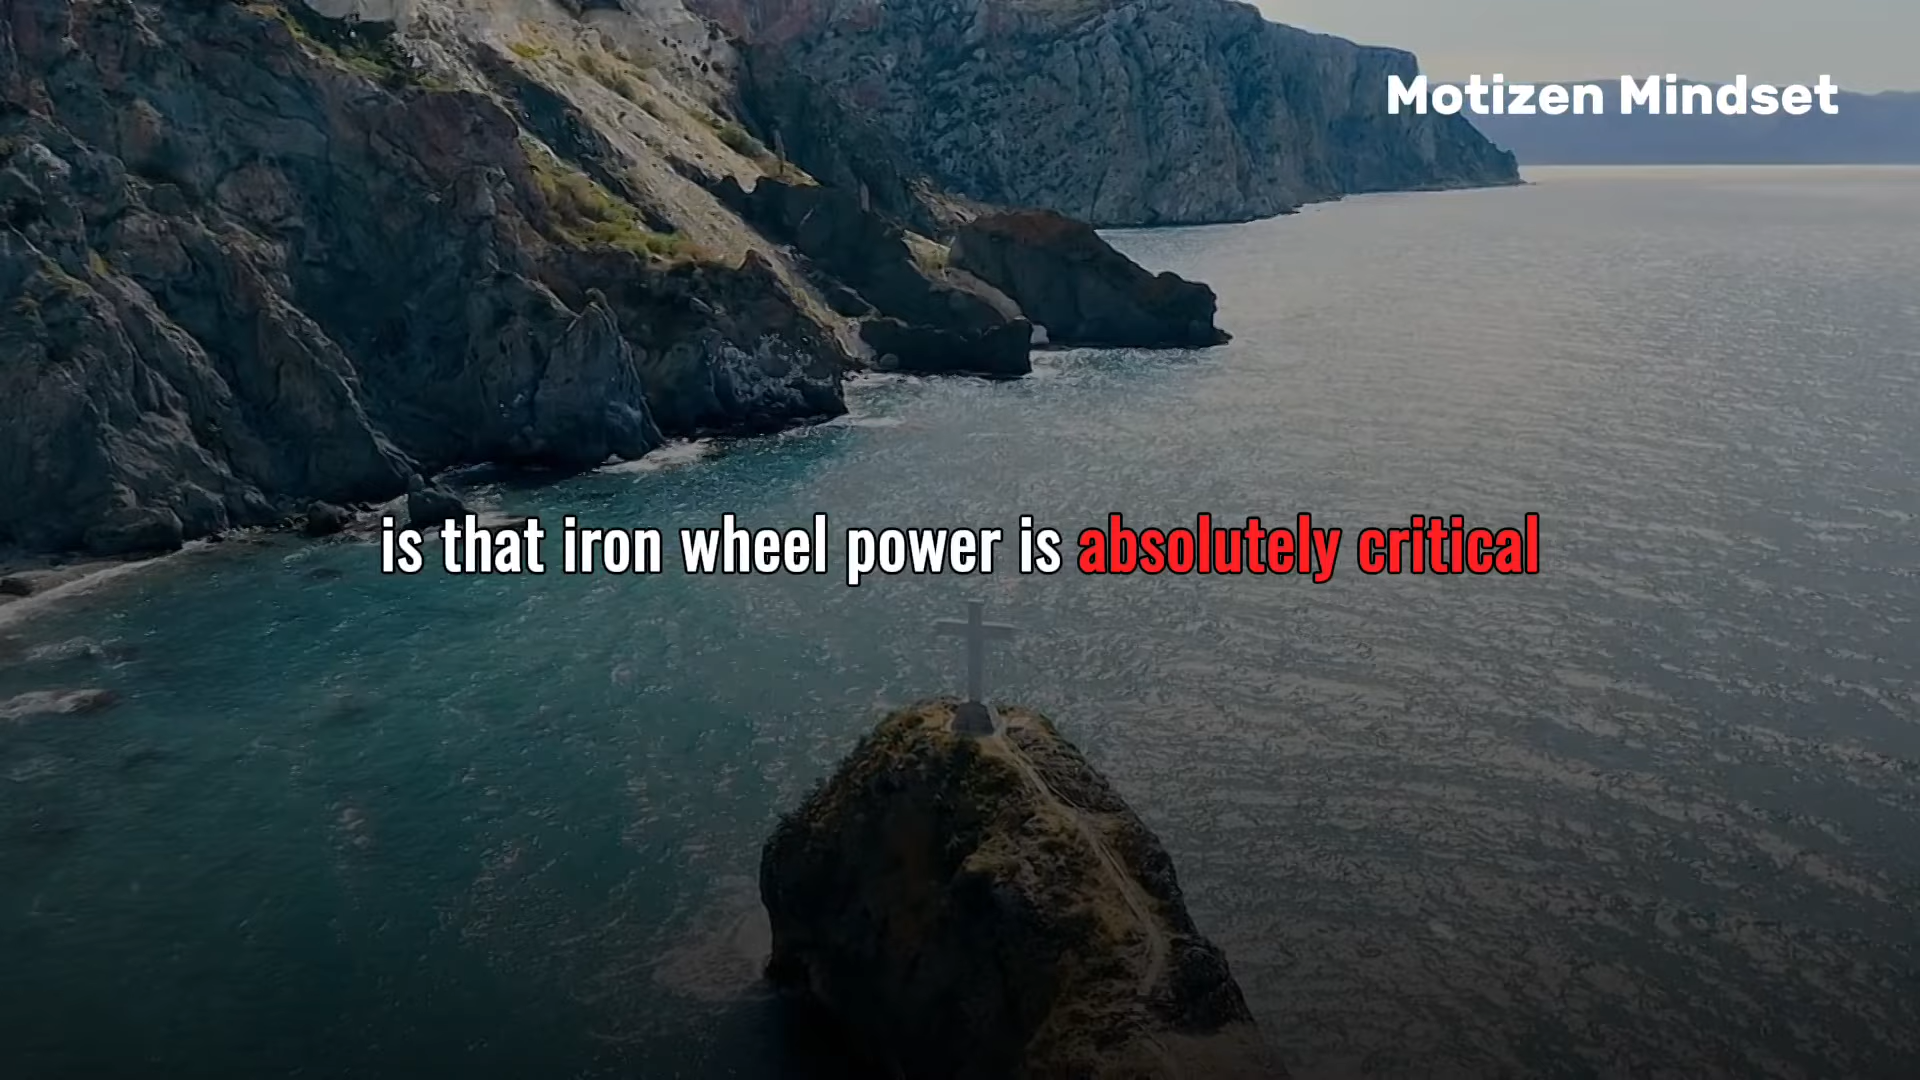 Motizen Mindset
is that iron wheel power is absolutely critical